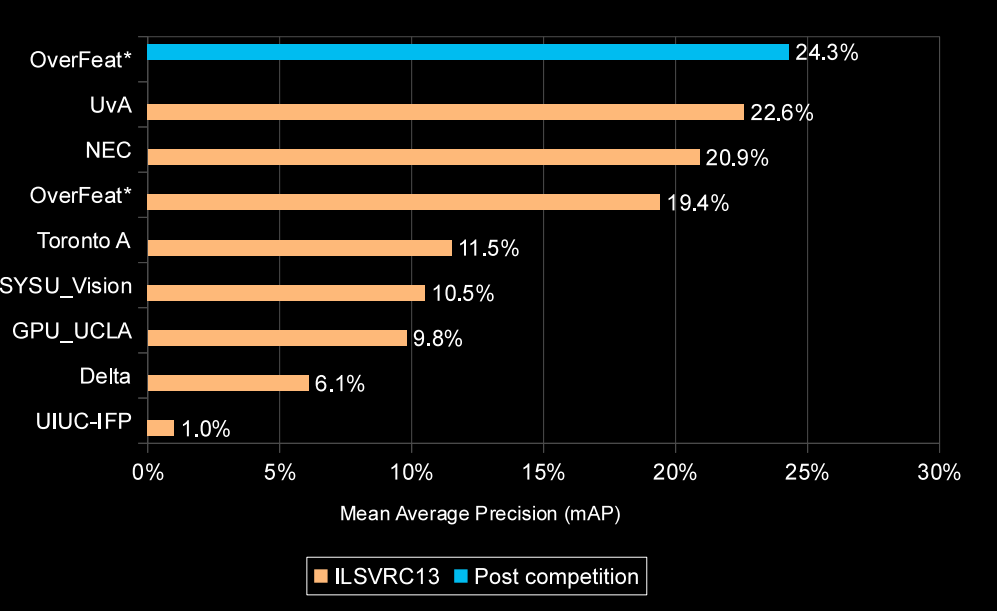 OverFeat* 24.3%
UvA 22.6%
NEC 20.9%
OverFeat* 19.4%
Toronto A 11.5%
SYSU_Vision 10.5%
GPU_UCLA 9.8%
Delta 6.1%
UIUC-IFP 1.0%
0% 5% 10% 15% 20% 25% 30%
Mean Average Precision (mAP)
ILSVRC13 Post competition